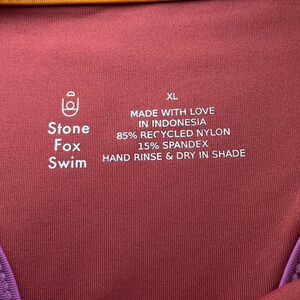 Stone
Fox
Swim
XL
MADE WITH LOVE
IN INDONESIA
85% RECYCLED NYLON
15% SPANDEX
HAND RINSE & DRY IN SHADE